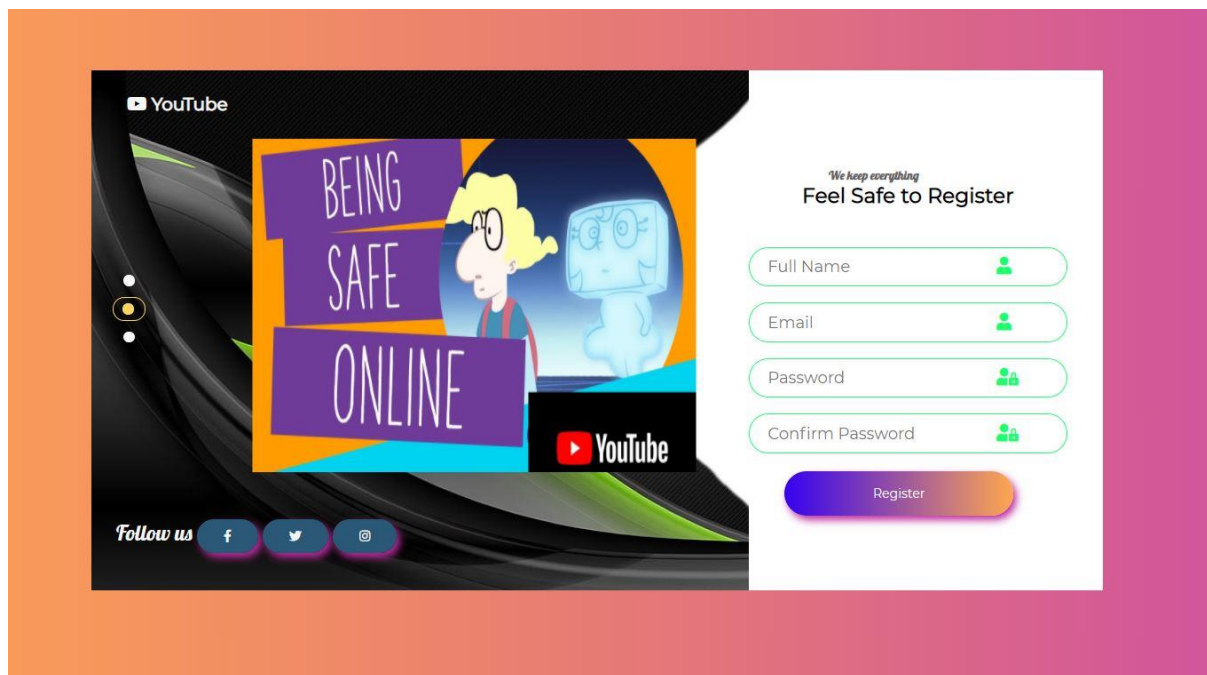 YouTube
BEING
SAFE
ONLINE
YouTube
Follow us
We keep everything
Feel Safe to Register
Full Name
Email
Password
Confirm Password
Register